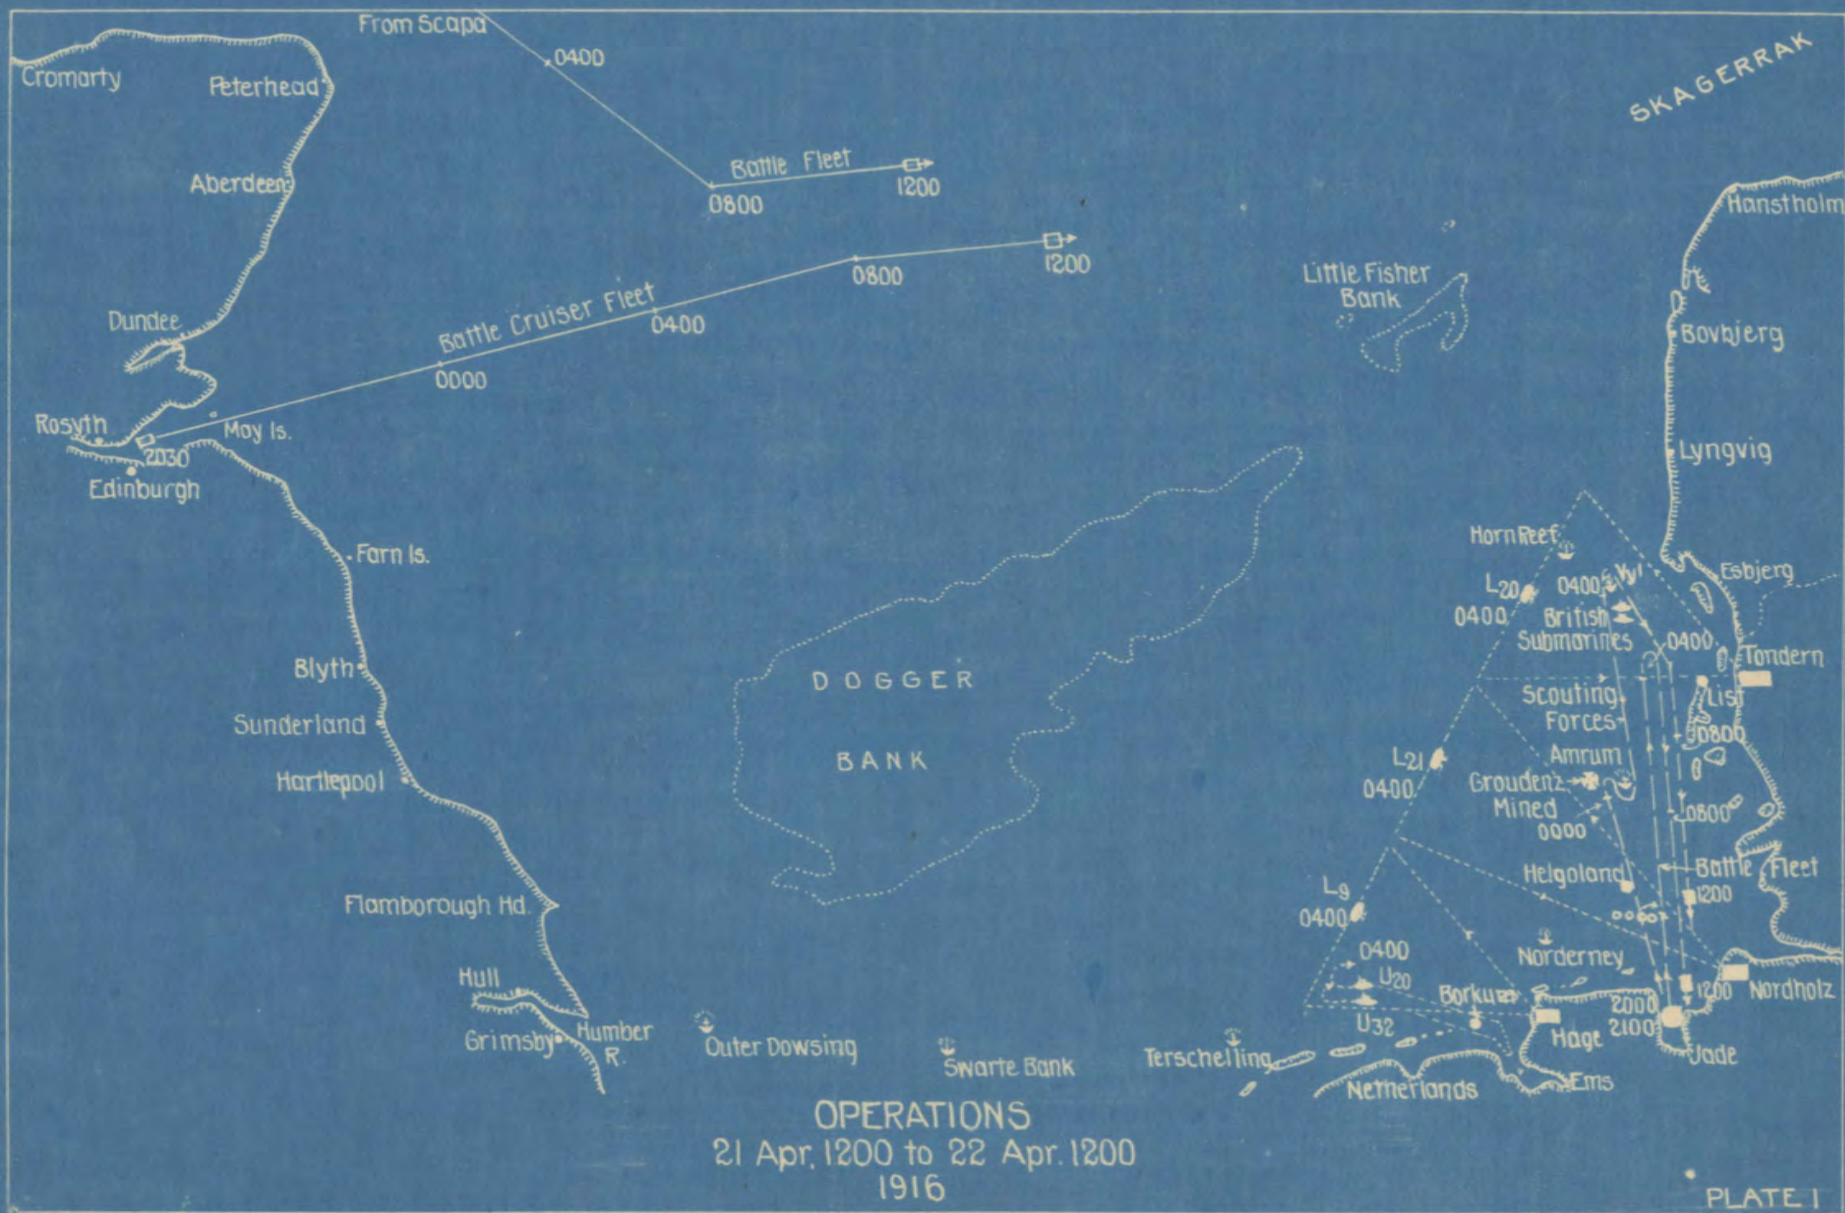 From Scapa
0400
Cromarty
Peterhead
SKAGERRAK
Aberdeen
Battle Fleet
0800
1200
Hanstholm
Battle Cruiser Fleet
0000
0400
0800
1200
Little Fisher
Bank
Dundee
Bovbjerg
Rosyth
May Is.
2030
Edinburgh
Lyngvig
Farn Is.
Horn Reef
Esbjerg
L20
0400
0400
Vyl
British
Submarines
0400
Tondern
Blyth
DOGGER
BANK
Scouting
Forces
List
0800
Sunderland
Hartlepool
L21
0400
Amrum
Groudenz
Mined
0000
0800
Helgoland
Battle Fleet
1200
Flamborough Hd.
L9
0400
0400
U20
U32
Norderney
Borkum
Hage
2000
2100
1200
Nordholz
Jade
Hull
Grimsby
Humber
R.
Outer Dowsing
Swarte Bank
Terschelling
Netherlands
Ems
OPERATIONS
21 Apr. 1200 to 22 Apr. 1200
1916
PLATE I